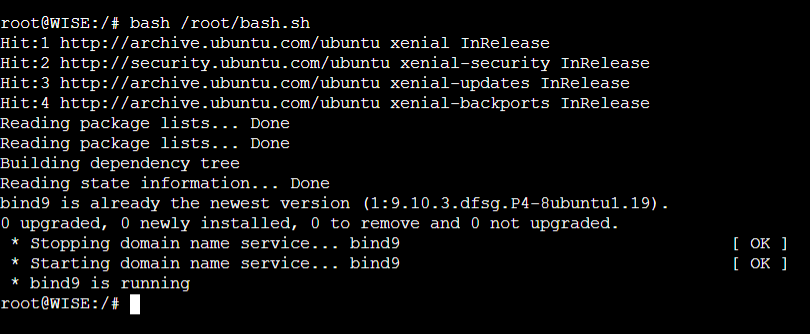 root@WISE:/# bash /root/bash.sh
Hit:1 http://archive.ubuntu.com/ubuntu xenial InRelease
Hit:2 http://security.ubuntu.com/ubuntu xenial-security InRelease
Hit:3 http://archive.ubuntu.com/ubuntu xenial-updates InRelease
Hit:4 http://archive.ubuntu.com/ubuntu xenial-backports InRelease
Reading package lists... Done
Reading package lists... Done
Building dependency tree
Reading state information... Done
bind9 is already the newest version (1:9.10.3.dfsg.P4-8ubuntu1.19).
0 upgraded, 0 newly installed, 0 to remove and 0 not upgraded.
 * Stopping domain name service... bind9 [ OK ]
 * Starting domain name service... bind9 [ OK ]
 * bind9 is running
root@WISE:/#